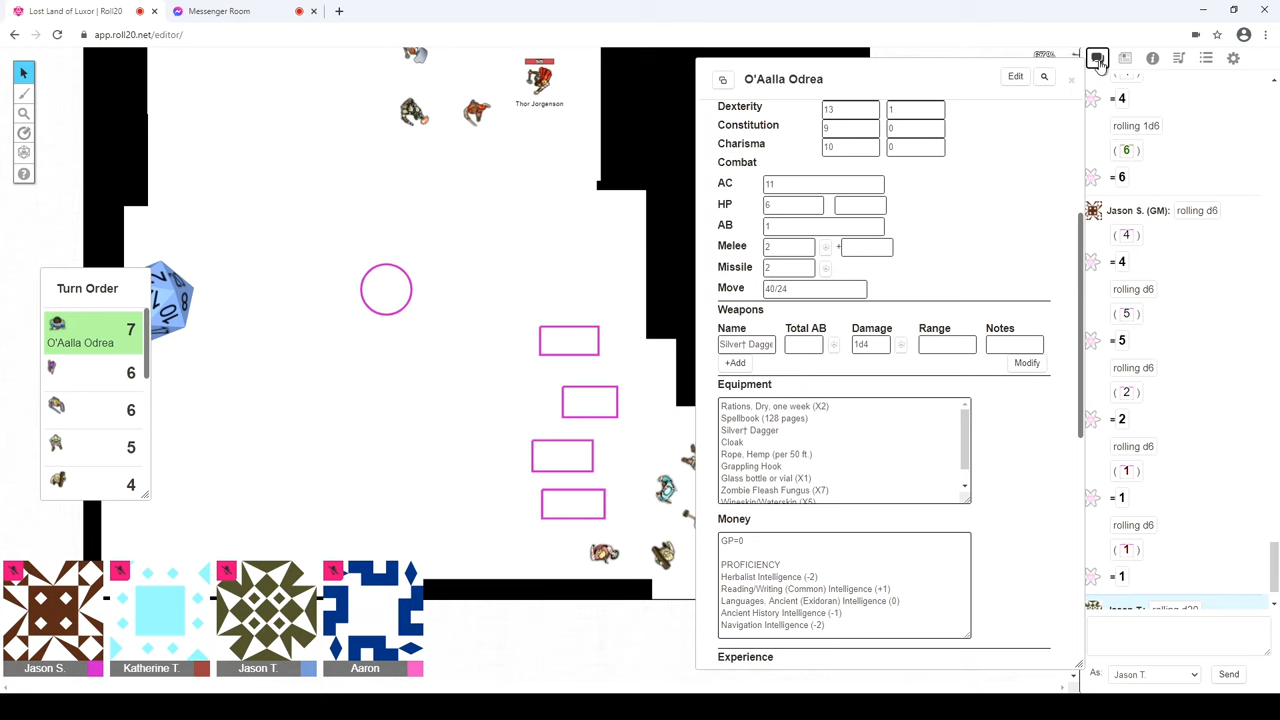 Lost Land of Luxor | Roll20
Messenger Room
app.roll20.net/editor/
Thor Jorgenson
Turn Order
O'Aalla Odrea
7
6
6
5
4
Jason S.
Katherine T.
Jason T.
Aaron
O'Aalla Odrea
Edit
Dexterity 13 1
Constitution 9 0
Charisma 10 0
Combat
AC 11
HP 6
AB 1
Melee 2 +
Missile 2
Move 40/24
Weapons
Name Total AB Damage Range Notes
Silver† Dagge 1d4
+Add Modify
Equipment
Rations, Dry, one week (X2)
Spellbook (128 pages)
Silver† Dagger
Cloak
Rope, Hemp (per 50 ft.)
Grappling Hook
Glass bottle or vial (X1)
Zombie Fleash Fungus (X7)
Wineskin/Waterskin (X5)
Money
GP=0
PROFICIENCY
Herbalist Intelligence (-2)
Reading/Writing (Common) Intelligence (+1)
Languages, Ancient (Exidoran) Intelligence (0)
Ancient History Intelligence (-1)
Navigation Intelligence (-2)
Experience
= 4
rolling 1d6
( 6 )
= 6
Jason S. (GM): rolling d6
( 4 )
= 4
rolling d6
( 5 )
= 5
rolling d6
( 2 )
= 2
rolling d6
( 1 )
= 1
rolling d6
( 1 )
= 1
Jason T.: rolling d20
As: Jason T. Send